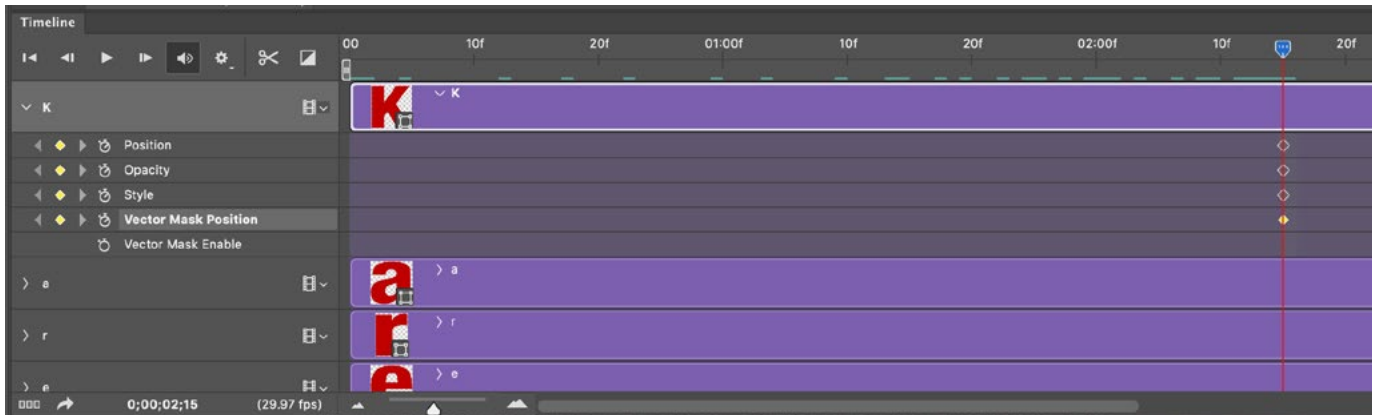 Timeline
00 10f 20f 01:00f 10f 20f 02:00f 10f 20f
K K
Position
Opacity
Style
Vector Mask Position
Vector Mask Enable
a a
r r
e e
0;00;02;15 (29.97 fps)